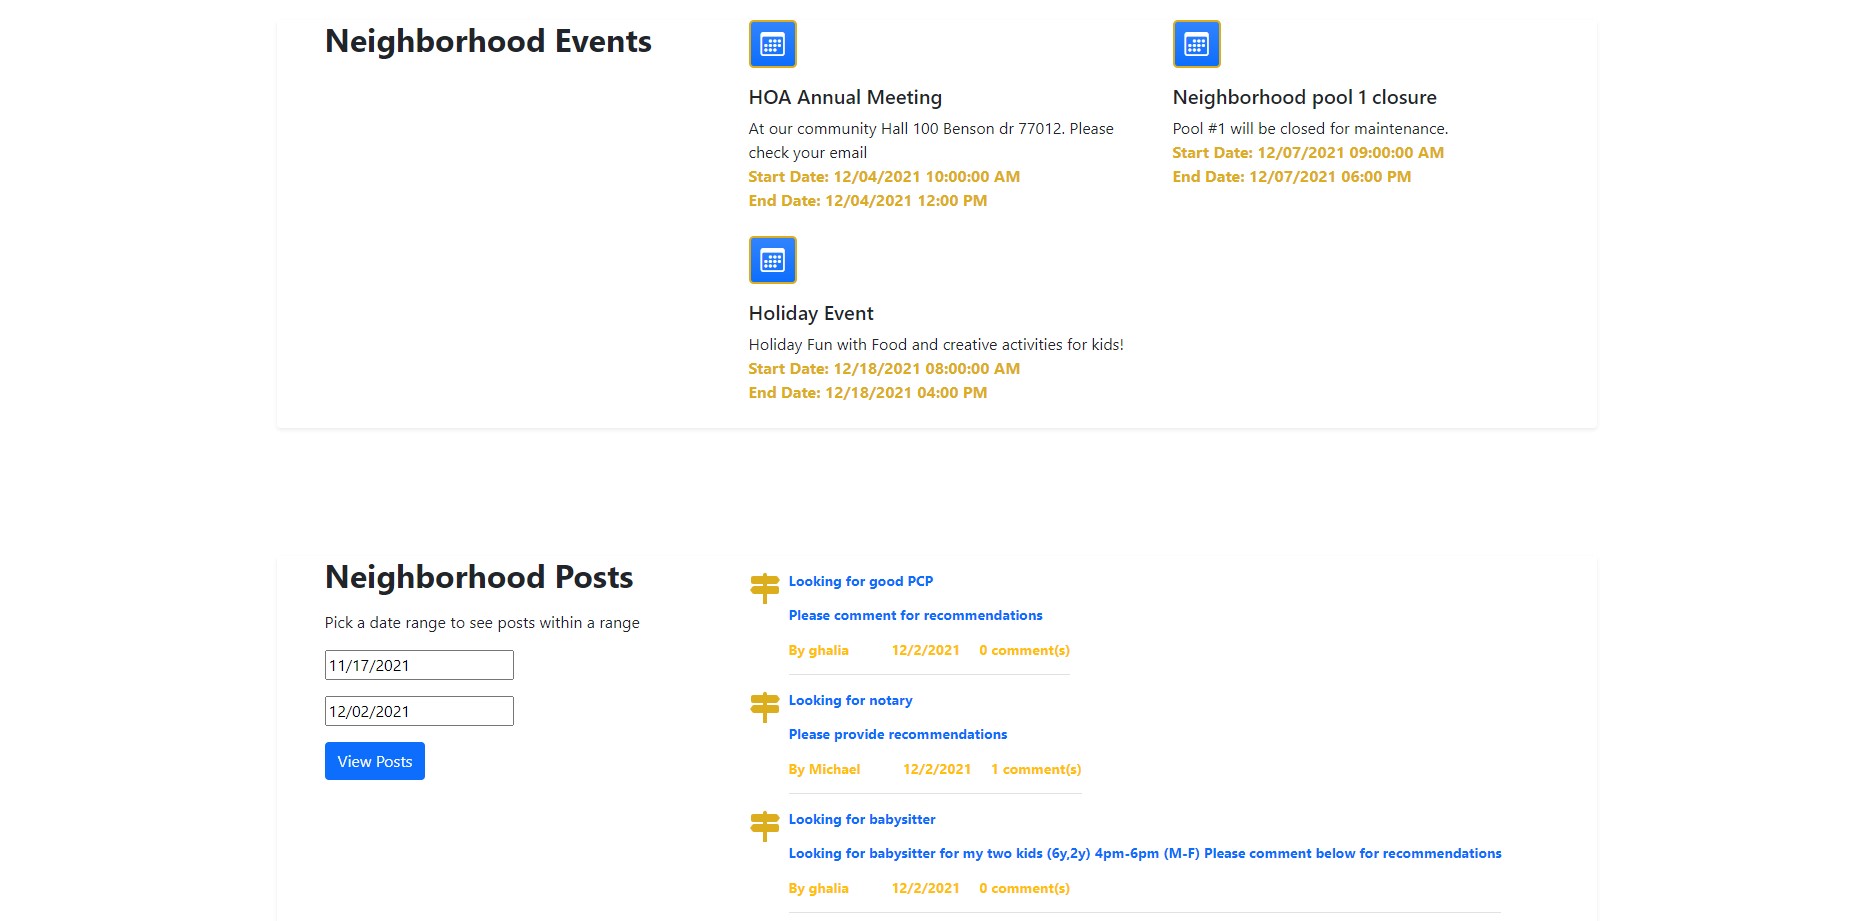 Neighborhood Events
HOA Annual Meeting
At our community Hall 100 Benson dr 77012. Please
check your email
Start Date: 12/04/2021 10:00:00 AM
End Date: 12/04/2021 12:00 PM
Neighborhood pool 1 closure
Pool #1 will be closed for maintenance.
Start Date: 12/07/2021 09:00:00 AM
End Date: 12/07/2021 06:00 PM
Holiday Event
Holiday Fun with Food and creative activities for kids!
Start Date: 12/18/2021 08:00:00 AM
End Date: 12/18/2021 04:00 PM
Neighborhood Posts
Pick a date range to see posts within a range
11/17/2021
12/02/2021
View Posts
Looking for good PCP
Please comment for recommendations
By ghalia 12/2/2021 0 comment(s)
Looking for notary
Please provide recommendations
By Michael 12/2/2021 1 comment(s)
Looking for babysitter
Looking for babysitter for my two kids (6y,2y) 4pm-6pm (M-F) Please comment below for recommendations
By ghalia 12/2/2021 0 comment(s)